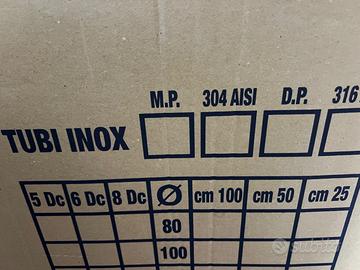 M.P. 304 AISI D.P. 316
TUBI INOX
5 Dc 6 Dc 8 Dc Ø cm 100 cm 50 cm 25
80
100
subito